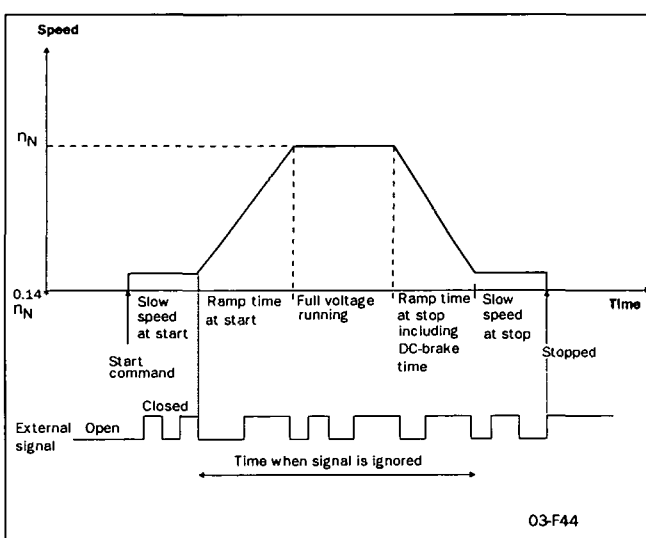 Speed
nN
0.14
nN
Slow
speed
at start
Ramp time
at start
Full voltage
running
Ramp time
at stop
including
DC-brake
time
Slow
speed
at stop
Time
Start
command
Stopped
Closed
External
signal
Open
Time when signal is ignored
03-F44